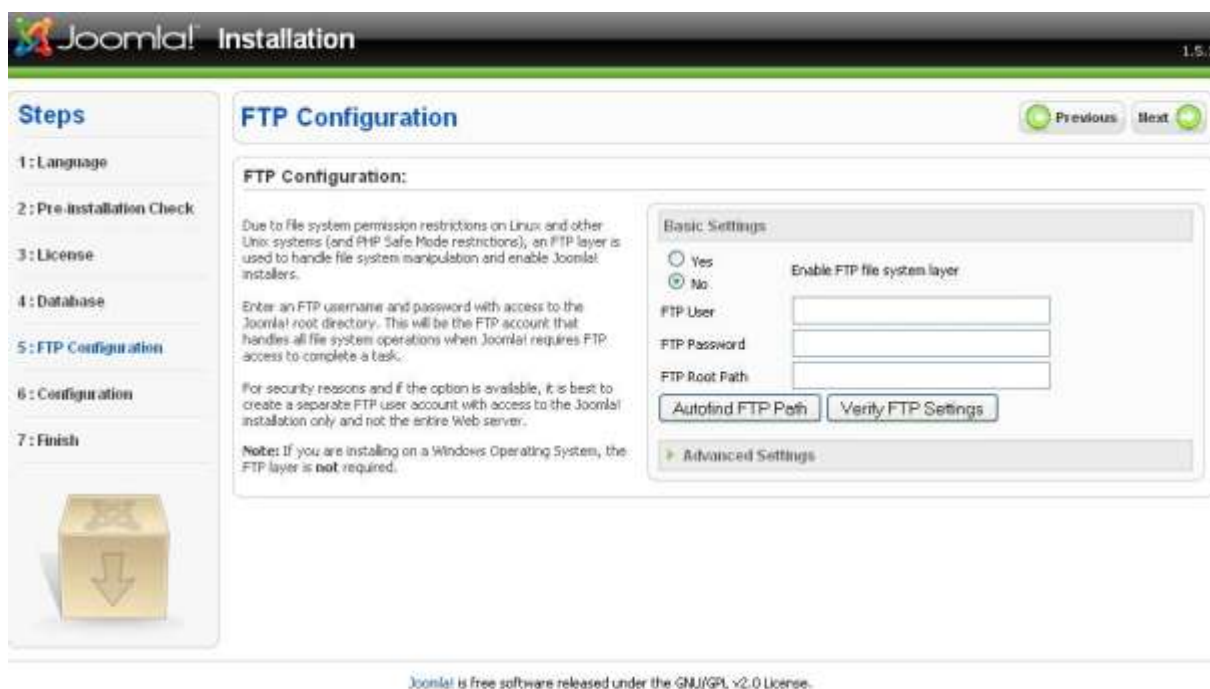 Joomla! Installation
1.5.
Steps
1 : Language
2 : Pre-installation Check
3 : License
4 : Database
5 : FTP Configuration
6 : Configuration
7 : Finish
FTP Configuration
Previous
Next
FTP Configuration:
Due to file system permission restrictions on Linux and other
Unix systems (and PHP Safe Mode restrictions), an FTP layer is
used to handle file system manipulation and enable Joomla!
installers.
Enter an FTP username and password with access to the
Joomla! root directory. This will be the FTP account that
handles all file system operations when Joomla! requires FTP
access to complete a task.
For security reasons and if the option is available, it is best to
create a separate FTP user account with access to the Joomla!
installation only and not the entire Web server.
Note: If you are installing on a Windows Operating System, the
FTP layer is not required.
Basic Settings
Yes
No
Enable FTP file system layer
FTP User
FTP Password
FTP Root Path
Autofind FTP Path
Verify FTP Settings
Advanced Settings
Joomla! is free software released under the GNU/GPL v2.0 License.